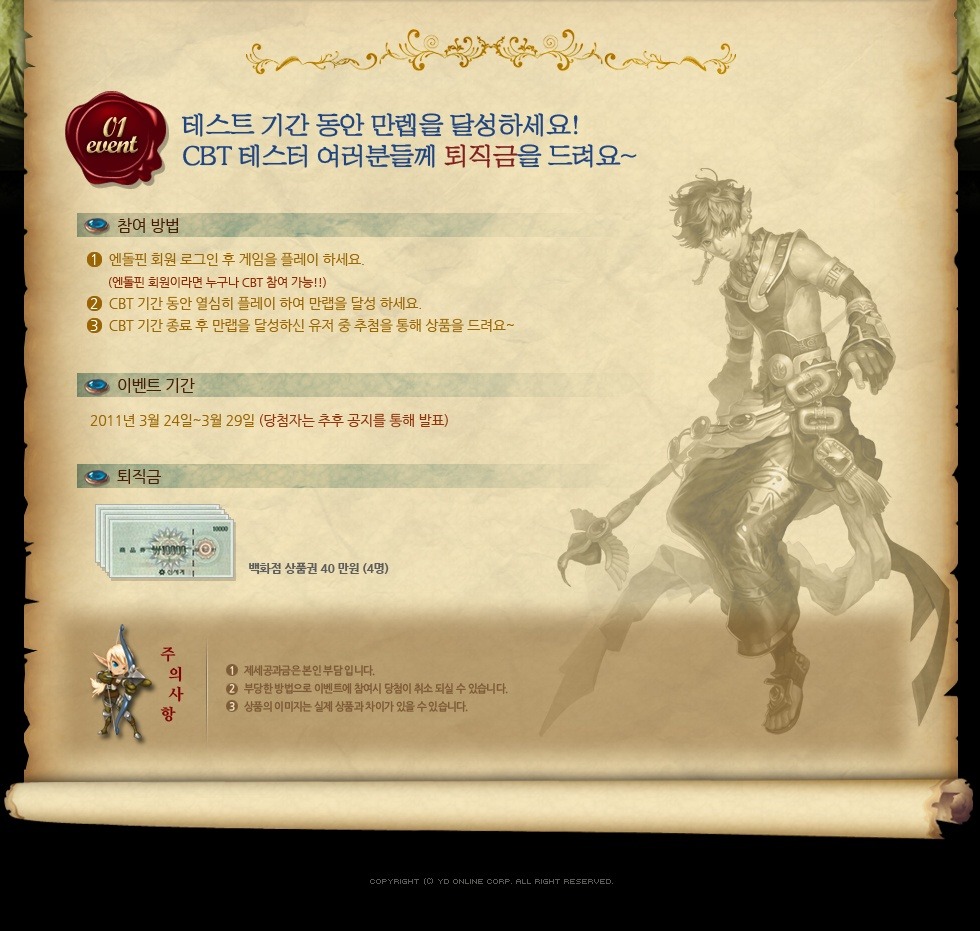 01
event
테스트 기간 동안 만렙을 달성하세요!
CBT 테스터 여러분들께 퇴직금을 드려요~
참여 방법
1 엔돌핀 회원 로그인 후 게임을 플레이 하세요.
(엔돌핀 회원이라면 누구나 CBT 참여 가능!!)
2 CBT 기간 동안 열심히 플레이 하여 만랩을 달성 하세요.
3 CBT 기간 종료 후 만랩을 달성하신 유저 중 추첨을 통해 상품을 드려요~
이벤트 기간
2011년 3월 24일~3월 29일 (당첨자는 추후 공지를 통해 발표)
퇴직금
10000
商品券 ₩10000
신세계
백화점 상품권 40 만원 (4명)
주의사항
1 제세공과금은 본인 부담 입니다.
2 부당한 방법으로 이벤트에 참여시 당첨이 취소 되실 수 있습니다.
3 상품의 이미지는 실제 상품과 차이가 있을 수 있습니다.
COPYRIGHT (C) YD ONLINE CORP. ALL RIGHT RESERVED.